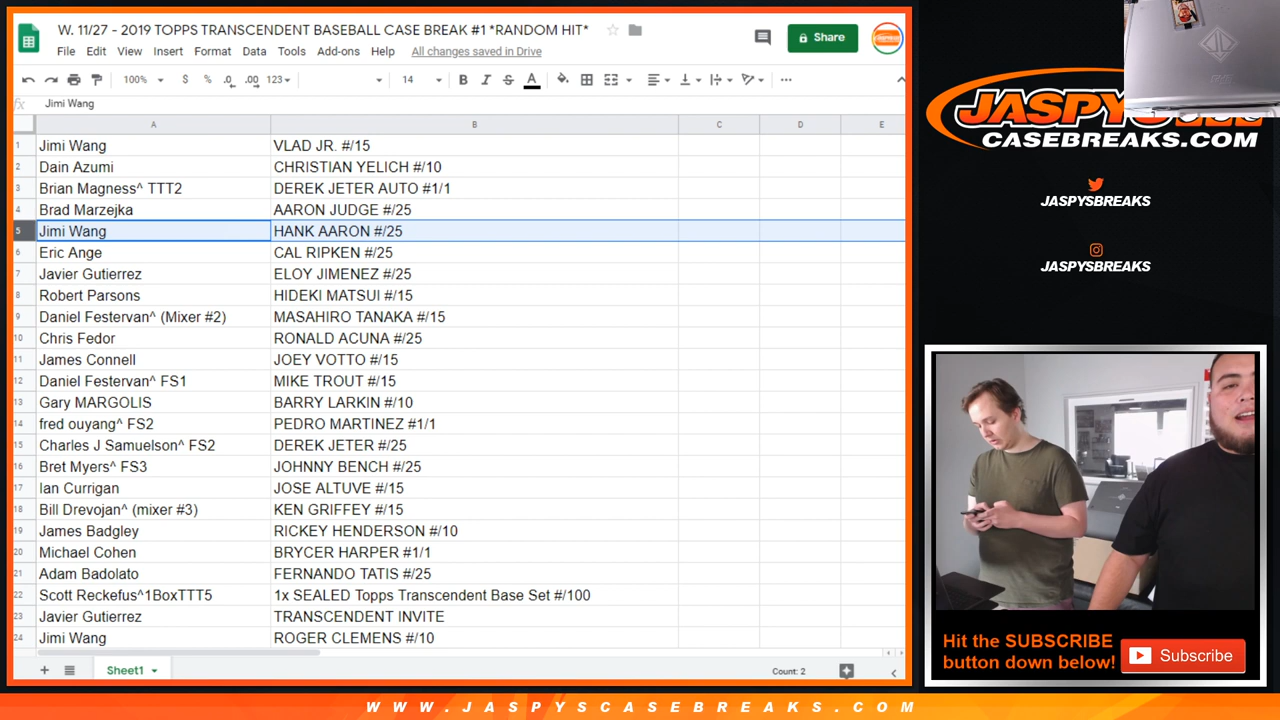 W. 11/27 - 2019 TOPPS TRANSCENDENT BASEBALL CASE BREAK #1 *RANDOM HIT*
File Edit View Insert Format Data Tools Add-ons Help All changes saved in Drive
Share
100% $ % .0 .00 123 14 B I S A
fx Jimi Wang
A B C D E
1 Jimi Wang VLAD JR. #/15
2 Dain Azumi CHRISTIAN YELICH #/10
3 Brian Magness^ TTT2 DEREK JETER AUTO #1/1
4 Brad Marzejka AARON JUDGE #/25
5 Jimi Wang HANK AARON #/25
6 Eric Ange CAL RIPKEN #/25
7 Javier Gutierrez ELOY JIMENEZ #/25
8 Robert Parsons HIDEKI MATSUI #/15
9 Daniel Festervan^ (Mixer #2) MASAHIRO TANAKA #/15
10 Chris Fedor RONALD ACUNA #/25
11 James Connell JOEY VOTTO #/15
12 Daniel Festervan^ FS1 MIKE TROUT #/15
13 Gary MARGOLIS BARRY LARKIN #/10
14 fred ouyang^ FS2 PEDRO MARTINEZ #1/1
15 Charles J Samuelson^ FS2 DEREK JETER #/25
16 Bret Myers^ FS3 JOHNNY BENCH #/25
17 Ian Currigan JOSE ALTUVE #/15
18 Bill Drevojan^ (mixer #3) KEN GRIFFEY #/15
19 James Badgley RICKEY HENDERSON #/10
20 Michael Cohen BRYCER HARPER #1/1
21 Adam Badolato FERNANDO TATIS #/25
22 Scott Reckefus^1BoxTTT5 1x SEALED Topps Transcendent Base Set #/100
23 Javier Gutierrez TRANSCENDENT INVITE
24 Jimi Wang ROGER CLEMENS #/10
Sheet1
Count: 2
CASEBREAKS.COM
JASPYSBREAKS
JASPYSBREAKS
Hit the SUBSCRIBE
button down below!
Subscribe
WWW.JASPYSCASEBREAKS.COM